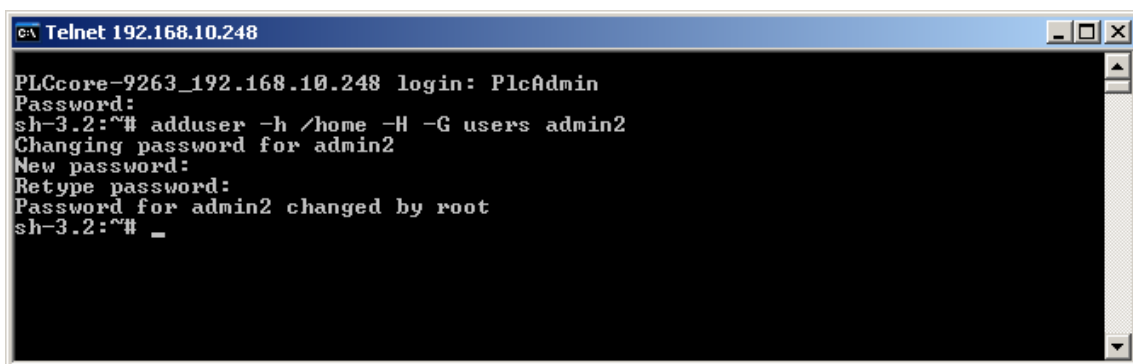 Telnet 192.168.10.248
PLCcore-9263_192.168.10.248 login: PlcAdmin
Password:
sh-3.2:~# adduser -h /home -H -G users admin2
Changing password for admin2
New password:
Retype password:
Password for admin2 changed by root
sh-3.2:~# _